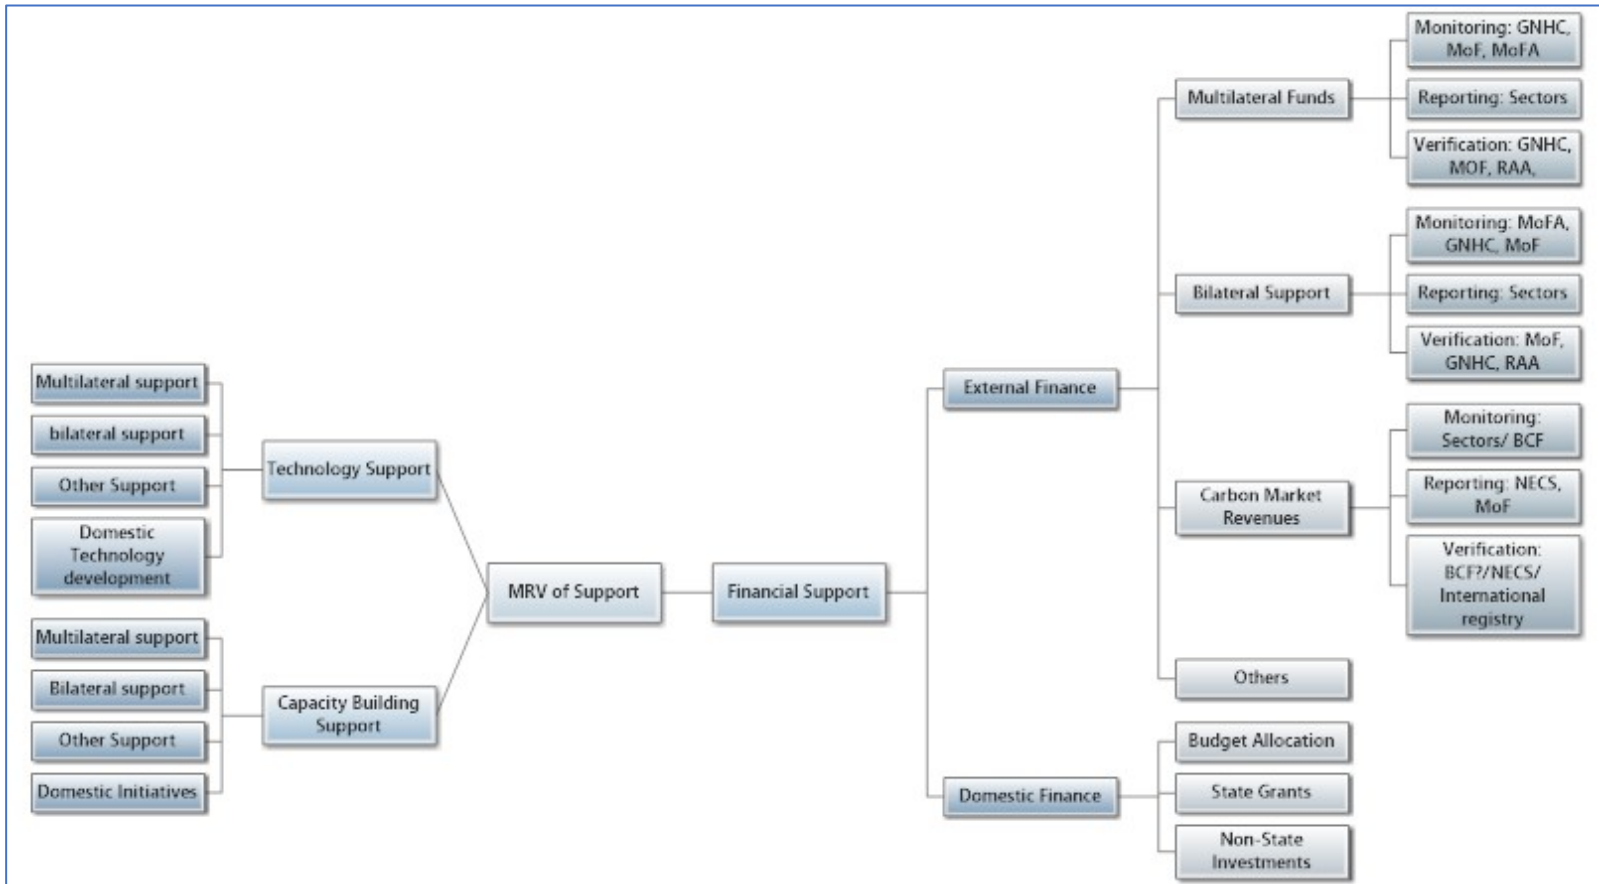 Multilateral support
bilateral support
Other Support
Domestic
Technology
development
Technology Support
Multilateral support
Bilateral support
Other Support
Domestic Initiatives
Capacity Building
Support
MRV of Support
Financial Support
External Finance
Multilateral Funds
Monitoring: GNHC,
MoF, MoFA
Reporting: Sectors
Verification: GNHC,
MOF, RAA,
Bilateral Support
Monitoring: MoFA,
GNHC, MoF
Reporting: Sectors
Verification: MoF,
GNHC, RAA
Carbon Market
Revenues
Monitoring:
Sectors/ BCF
Reporting: NECS,
MoF
Verification:
BCF?/NECS/
International
registry
Others
Domestic Finance
Budget Allocation
State Grants
Non-State
Investments